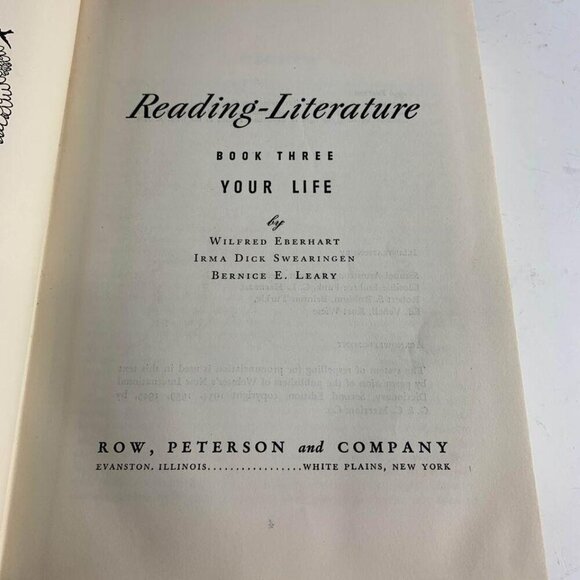 Reading-Literature
BOOK THREE
YOUR LIFE
by
WILFRED EBERHART
IRMA DICK SWEARINGEN
BERNICE E. LEARY
ROW, PETERSON and COMPANY
EVANSTON, ILLINOIS.................WHITE PLAINS, NEW YORK